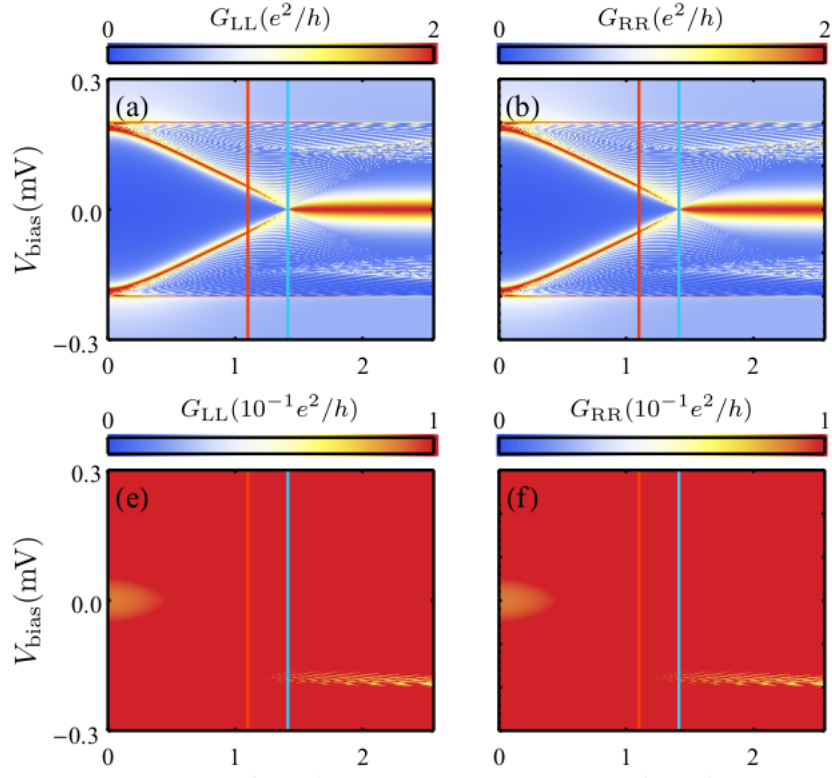 G_LL(e²/h) G_RR(e²/h)
0 2 0 2
0.3 (a) (b)
V_bias(mV) 0.0
−0.3
0 1 2 0 1 2
G_LL(10⁻¹e²/h) G_RR(10⁻¹e²/h)
0 1 0 1
0.3 (e) (f)
V_bias(mV) 0.0
−0.3
0 1 2 0 1 2